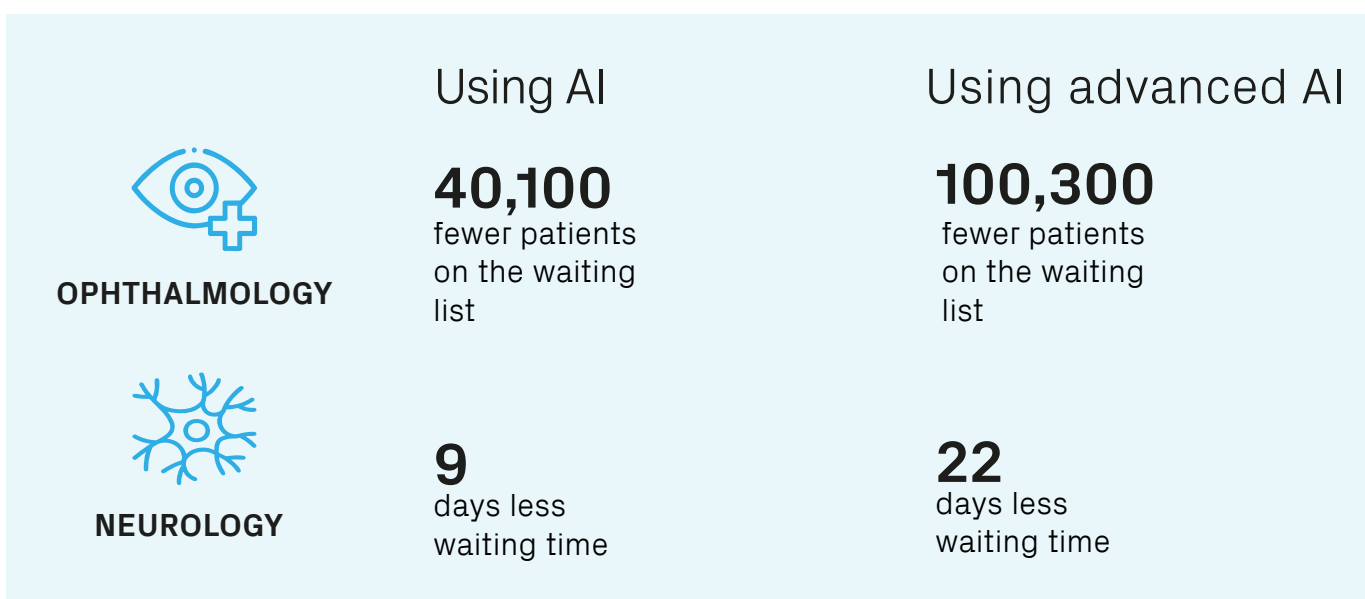 Using AI
Using advanced AI
OPHTHALMOLOGY
40,100
fewer patients
on the waiting
list
100,300
fewer patients
on the waiting
list
NEUROLOGY
9
days less
waiting time
22
days less
waiting time